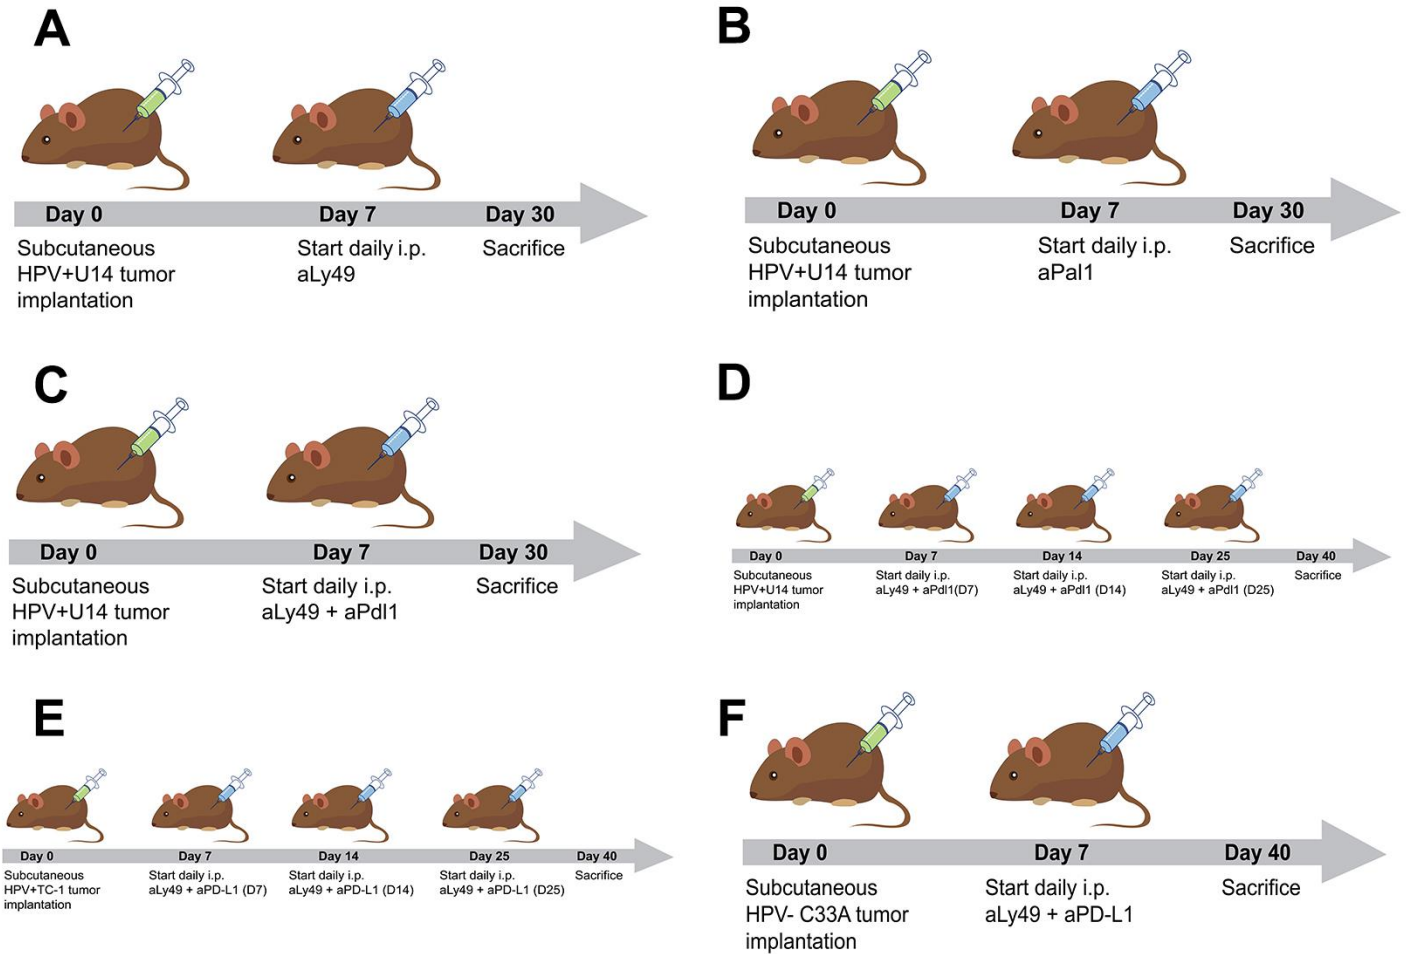 A
Day 0
Day 7
Day 30
Subcutaneous
HPV+U14 tumor
implantation
Start daily i.p.
aLy49
Sacrifice
B
Day 0
Day 7
Day 30
Subcutaneous
HPV+U14 tumor
implantation
Start daily i.p.
aPal1
Sacrifice
C
Day 0
Day 7
Day 30
Subcutaneous
HPV+U14 tumor
implantation
Start daily i.p.
aLy49 + aPdl1
Sacrifice
D
Day 0
Day 7
Day 14
Day 25
Day 40
Subcutaneous
HPV+U14 tumor
implantation
Start daily i.p.
aLy49 + aPdl1(D7)
Start daily i.p.
aLy49 + aPdl1 (D14)
Start daily i.p.
aLy49 + aPdl1 (D25)
Sacrifice
E
Day 0
Day 7
Day 14
Day 25
Day 40
Subcutaneous
HPV+TC-1 tumor
implantation
Start daily i.p.
aLy49 + aPD-L1 (D7)
Start daily i.p.
aLy49 + aPD-L1 (D14)
Start daily i.p.
aLy49 + aPD-L1 (D25)
Sacrifice
F
Day 0
Day 7
Day 40
Subcutaneous
HPV- C33A tumor
implantation
Start daily i.p.
aLy49 + aPD-L1
Sacrifice